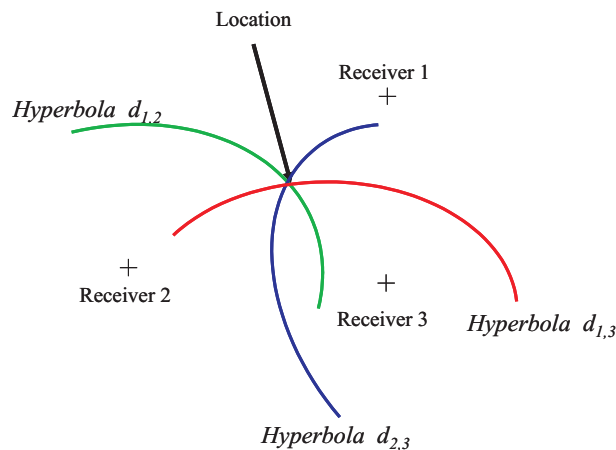 Location
Receiver 1
Hyperbola d1,2
Receiver 2
Receiver 3
Hyperbola d1,3
Hyperbola d2,3